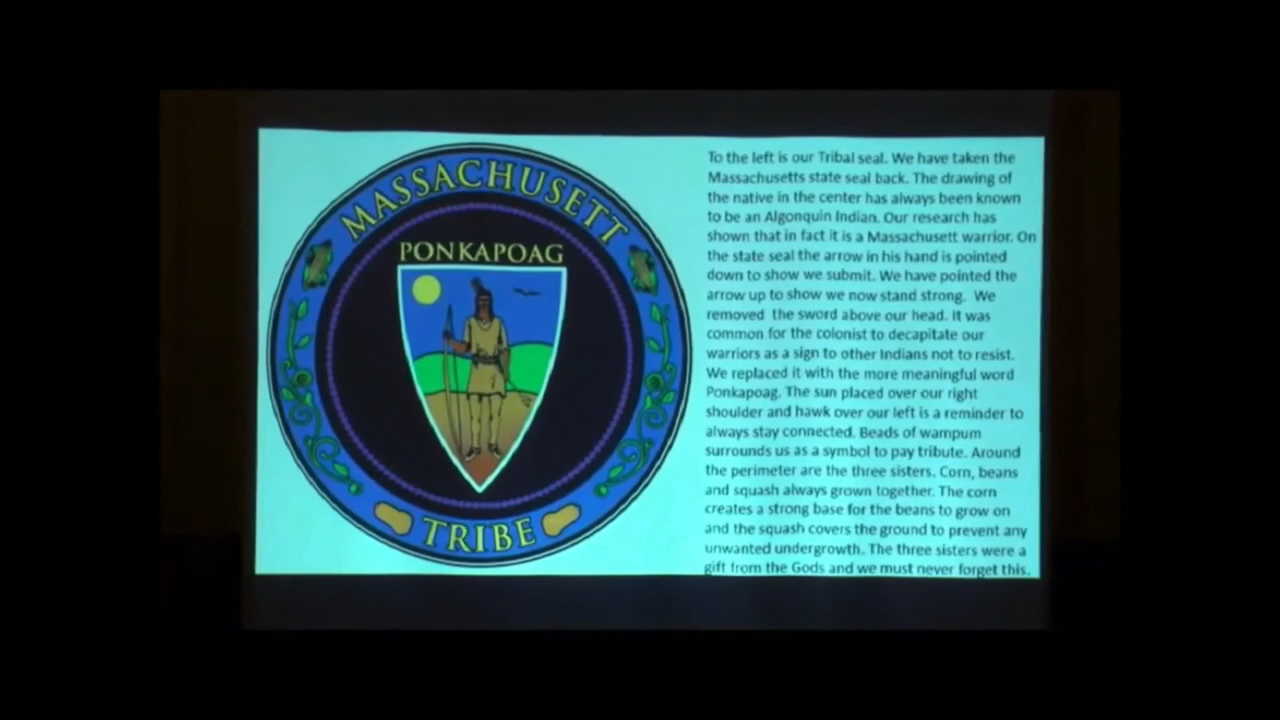 MASSACHUSETT
PONKAPOAG
TRIBE
To the left is our Tribal seal. We have taken the
Massachusetts state seal back. The drawing of
the native in the center has always been known
to be an Algonquin Indian. Our research has
shown that in fact it is a Massachusett warrior. On
the state seal the arrow in his hand is pointed
down to show we submit. We have pointed the
arrow up to show we now stand strong. We
removed the sword above our head. It was
common for the colonist to decapitate our
warriors as a sign to other Indians not to resist.
We replaced it with the more meaningful word
Ponkapoag. The sun placed over our right
shoulder and hawk over our left is a reminder to
always stay connected. Beads of wampum
surrounds us as a symbol to pay tribute. Around
the perimeter are the three sisters. Corn, beans
and squash always grown together. The corn
creates a strong base for the beans to grow on
and the squash covers the ground to prevent any
unwanted undergrowth. The three sisters were a
gift from the Gods and we must never forget this.